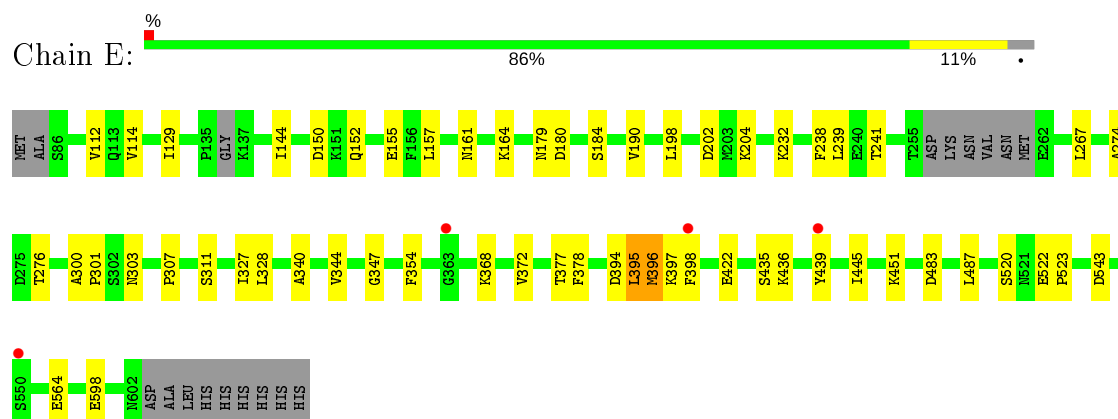 %
Chain E:
86% 11% •
MET ALA S86 V112 Q113 V114 I129 P135 GLY K137 I144 D150 K151 Q152 E155 F156 L157 N161 K164 N179 D180 S184 V190 L198 D202 M203 K204 K232 F238 L239 E240 T241 T255 ASP LYS ASN VAL ASN MET E262 L267 A274
D275 T276 A300 P301 S302 N303 P307 S311 I327 L328 A340 V344 G347 F354 G363 K368 V372 T377 F378 D394 L395 M396 K397 F398 E422 S435 K436 Y439 I445 K451 D483 L487 S520 N521 E522 P523 D543
S550 E564 E598 N602 ASP ALA LEU HIS HIS HIS HIS HIS HIS